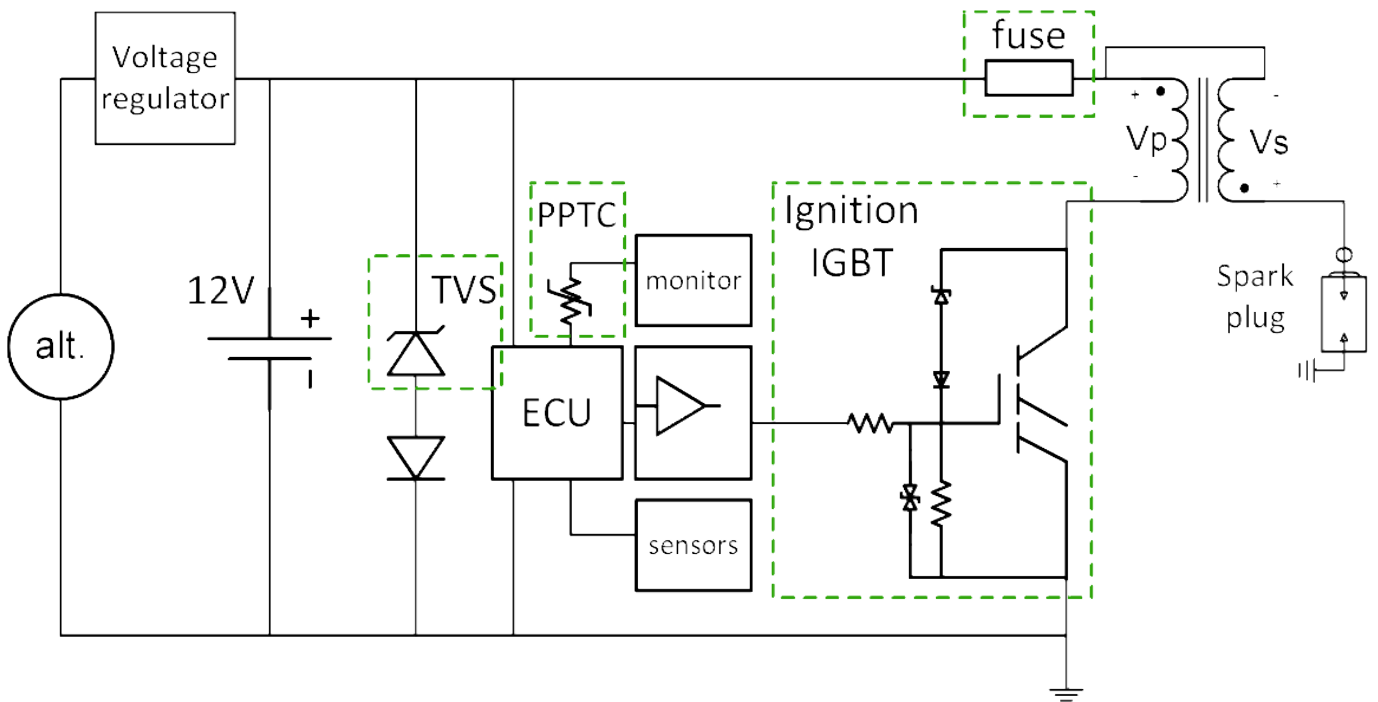 Voltage
regulator
fuse
+
-
Vp
Vs
-
+
PPTC
Ignition
IGBT
monitor
12V
+
-
TVS
Spark
plug
alt.
ECU
sensors